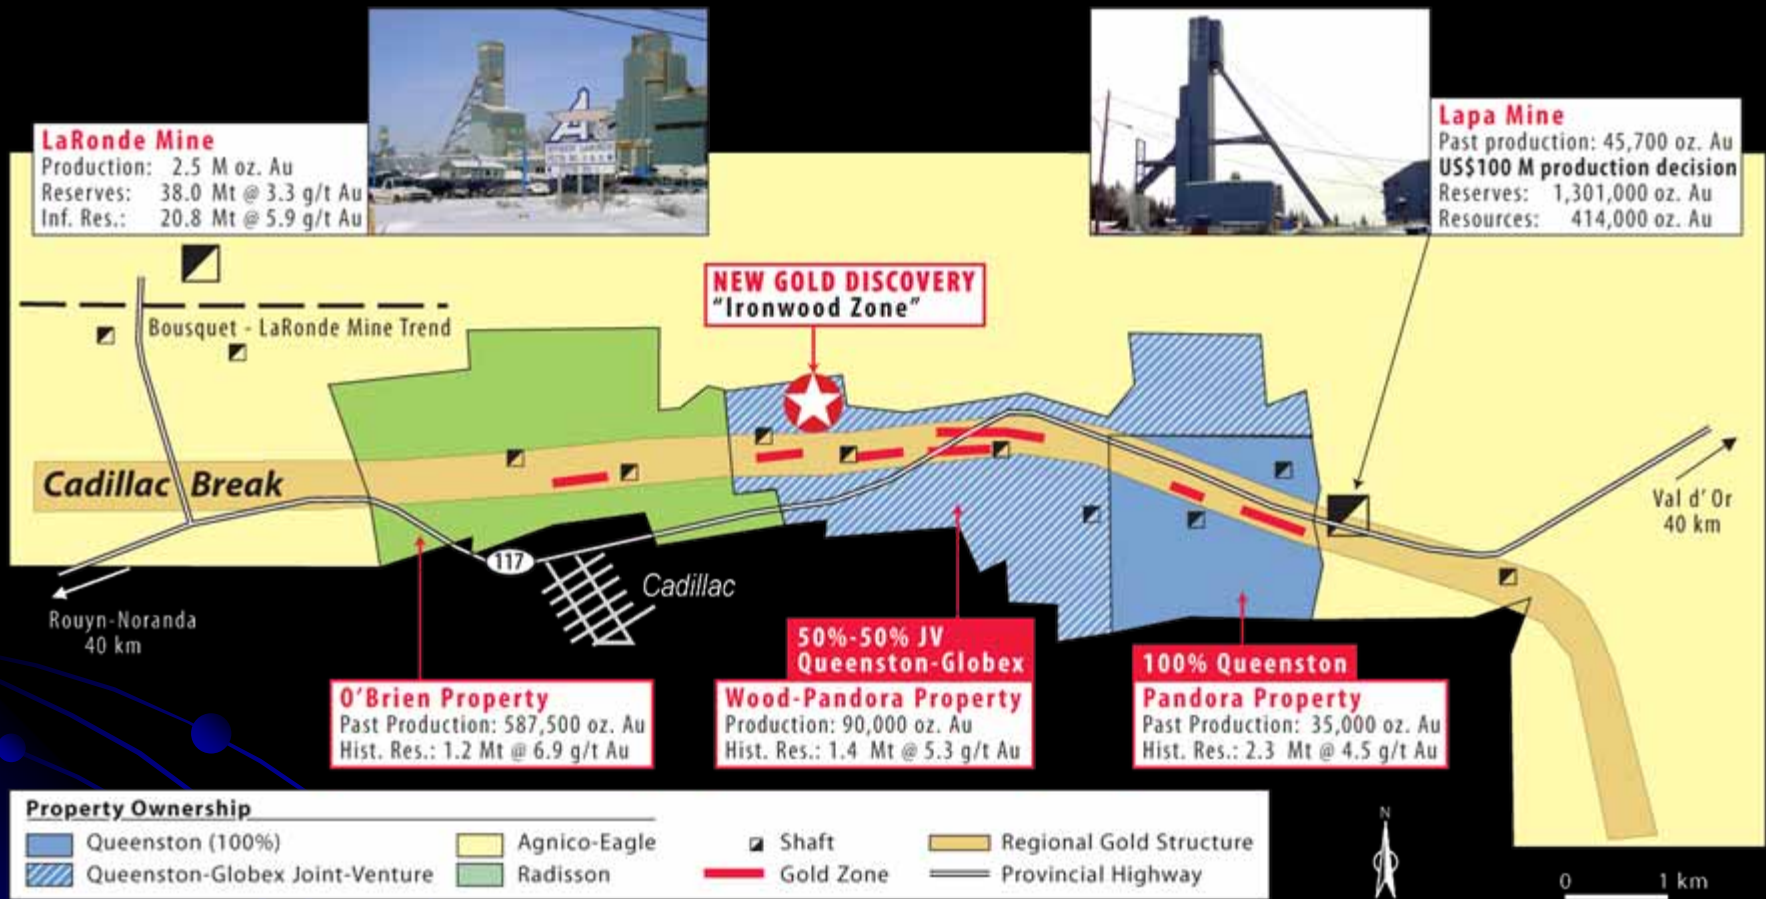 LaRonde Mine
Production: 2.5 M oz. Au
Reserves: 38.0 Mt @ 3.3 g/t Au
Inf. Res.: 20.8 Mt @ 5.9 g/t Au
Lapa Mine
Past production: 45,700 oz. Au
US$100 M production decision
Reserves: 1,301,000 oz. Au
Resources: 414,000 oz. Au
NEW GOLD DISCOVERY
"Ironwood Zone"
Bousquet - LaRonde Mine Trend
Cadillac Break
Val d' Or
40 km
117
Cadillac
Rouyn-Noranda
40 km
O'Brien Property
Past Production: 587,500 oz. Au
Hist. Res.: 1.2 Mt @ 6.9 g/t Au
50%-50% JV
Queenston-Globex
Wood-Pandora Property
Production: 90,000 oz. Au
Hist. Res.: 1.4 Mt @ 5.3 g/t Au
100% Queenston
Pandora Property
Past Production: 35,000 oz. Au
Hist. Res.: 2.3 Mt @ 4.5 g/t Au
Property Ownership
Queenston (100%)
Queenston-Globex Joint-Venture
Agnico-Eagle
Radisson
Shaft
Gold Zone
Regional Gold Structure
Provincial Highway
N
0 1 km